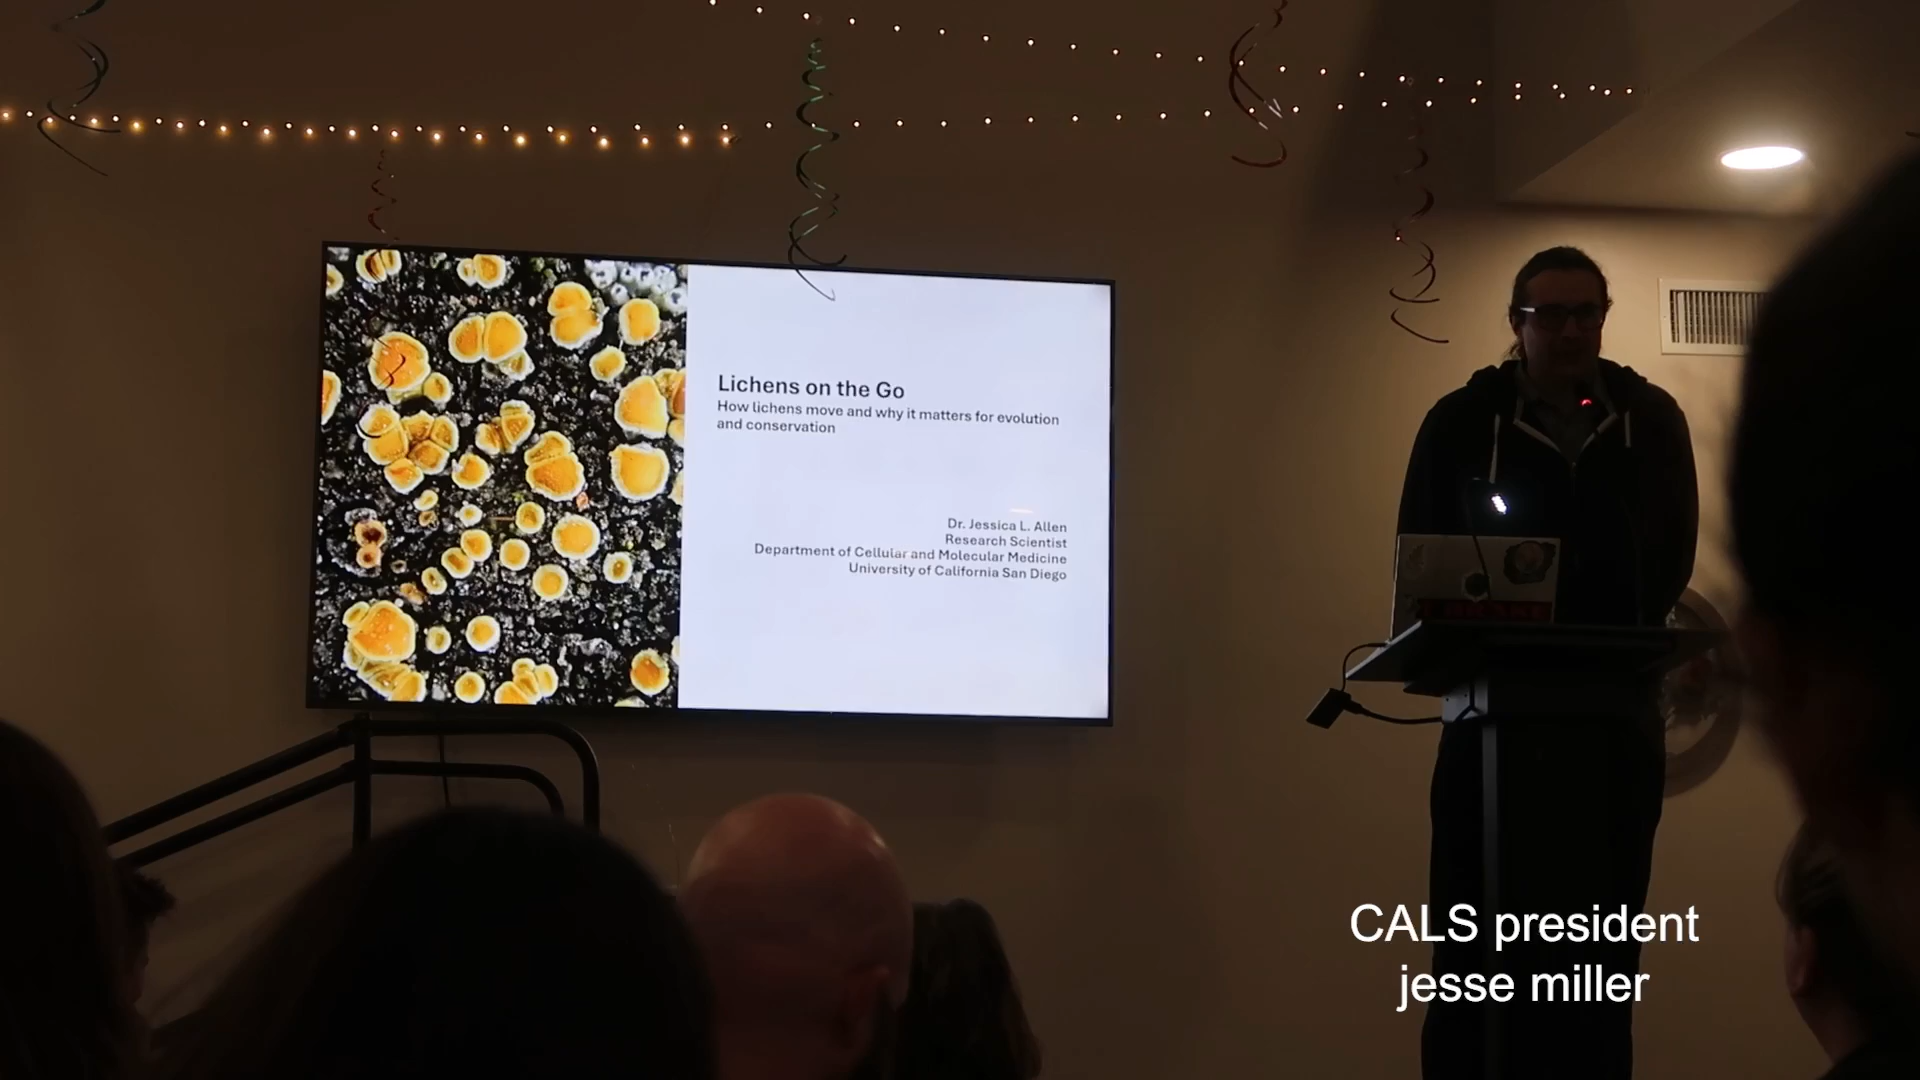 Lichens on the Go
How lichens move and why it matters for evolution
and conservation
Dr. Jessica L. Allen
Research Scientist
Department of Cellular and Molecular Medicine
University of California San Diego
CALS president
jesse miller